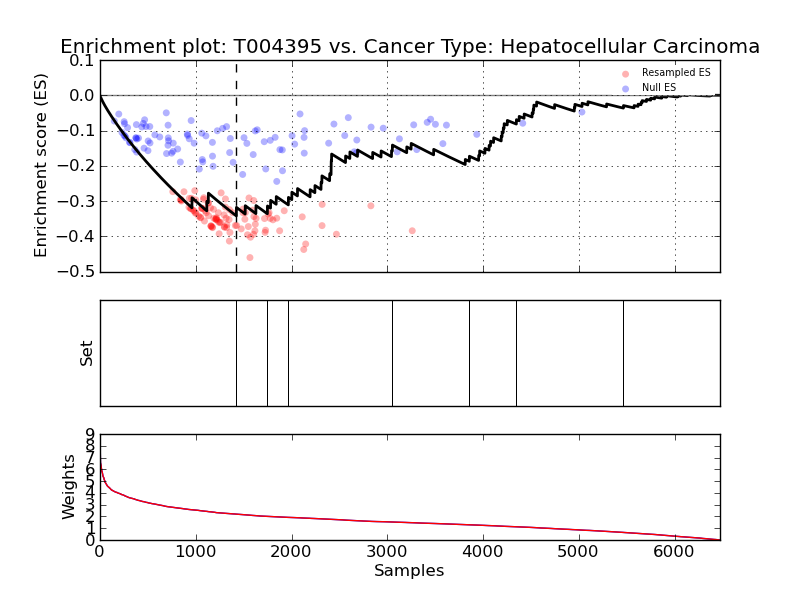 Enrichment plot: T004395 vs. Cancer Type: Hepatocellular Carcinoma
0.1
0.0
−0.1
−0.2
−0.3
−0.4
−0.5
Enrichment score (ES)
Resampled ES
Null ES
Set
9
8
7
6
5
4
3
2
1
0
Weights
0 1000 2000 3000 4000 5000 6000
Samples